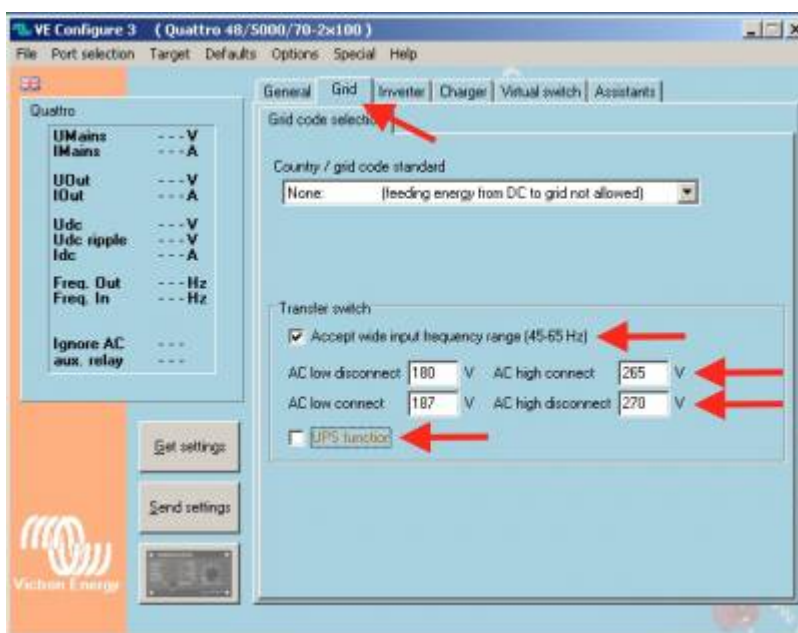 VE Configure 3 ( Quattro 48/5000/70-2x100 )
File Port selection Target Defaults Options Special Help
General Grid Inverter Charger Virtual switch Assistants
Quattro
Grid code selection
UMains ---V
IMains ---A
UOut ---V
IOut ---A
Udc ---V
Udc ripple ---V
Idc ---A
Freq. Out ---Hz
Freq. In ---Hz
Ignore AC ---
aux. relay ---
Country / grid code standard
None: (feeding energy from DC to grid not allowed)
Transfer switch
Accept wide input frequency range (45-65 Hz)
AC low disconnect 180 V AC high connect 265 V
AC low connect 187 V AC high disconnect 270 V
UPS function
Get settings
Send settings
Victron Energy